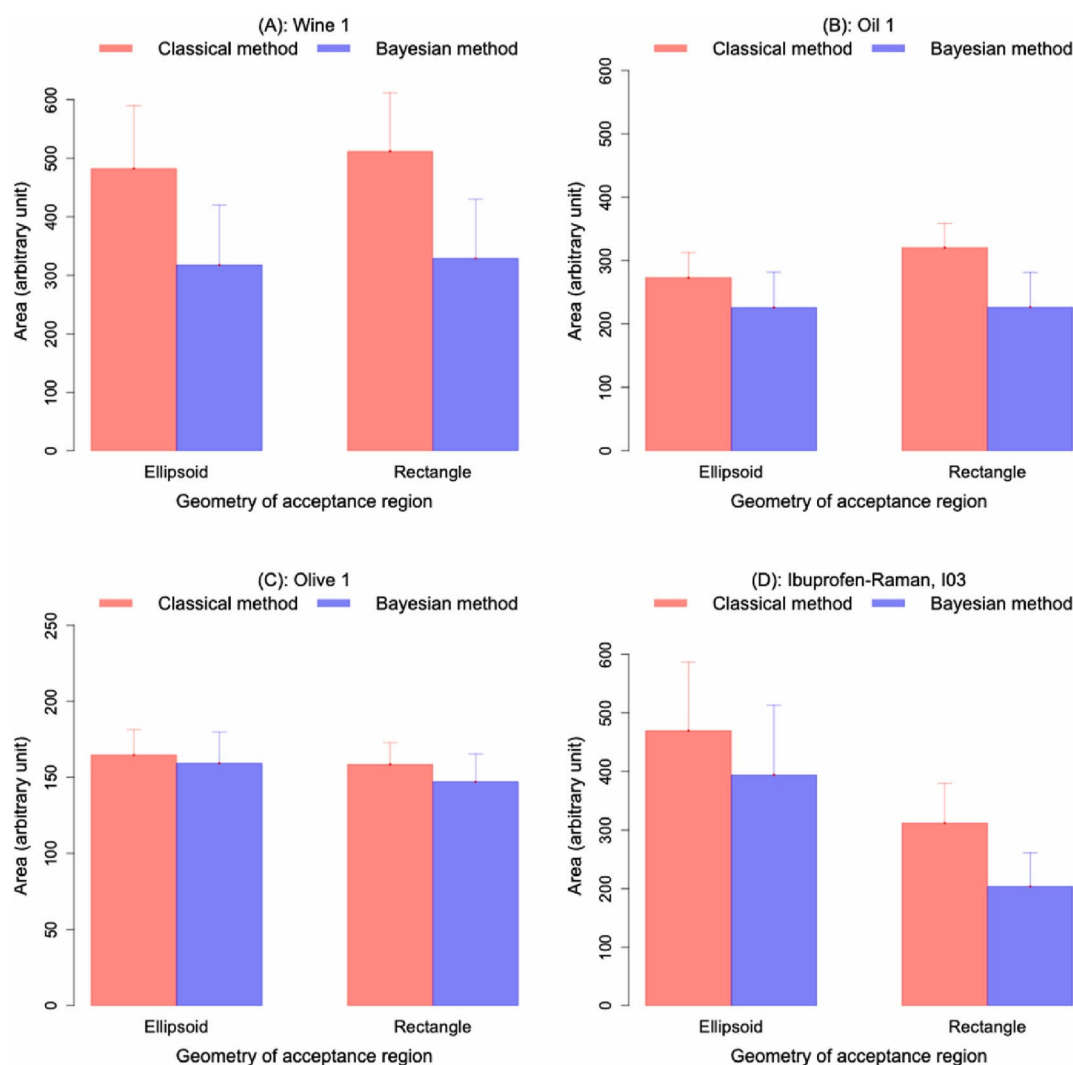 (A): Wine 1
Classical method Bayesian method
Area (arbitrary unit)
600
500
400
300
200
100
0
Ellipsoid Rectangle
Geometry of acceptance region
(B): Oil 1
Classical method Bayesian method
Area (arbitrary unit)
600
500
400
300
200
100
0
Ellipsoid Rectangle
Geometry of acceptance region
(C): Olive 1
Classical method Bayesian method
Area (arbitrary unit)
250
200
150
100
50
0
Ellipsoid Rectangle
Geometry of acceptance region
(D): Ibuprofen-Raman, I03
Classical method Bayesian method
Area (arbitrary unit)
600
500
400
300
200
100
0
Ellipsoid Rectangle
Geometry of acceptance region